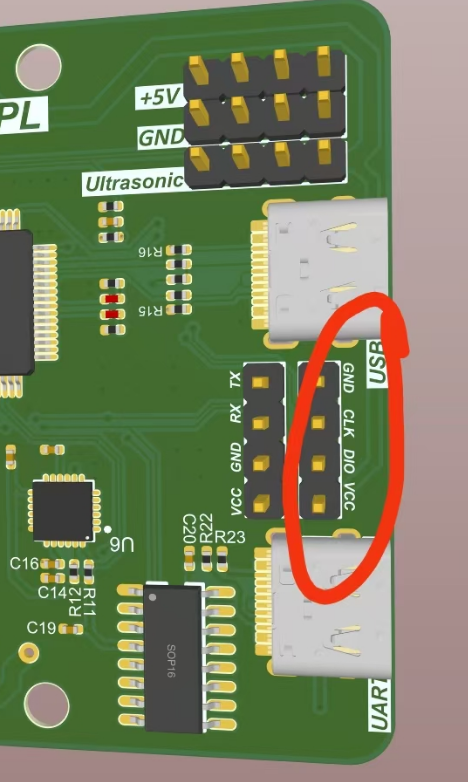 PL
+5V
GND
Ultrasonic
R16
R15
USB
TX
RX
GND
VCC
GND
CLK
DIO
VCC
U6
C20
R22
R23
C16
C14
R12
R11
C19
SOP16
UART